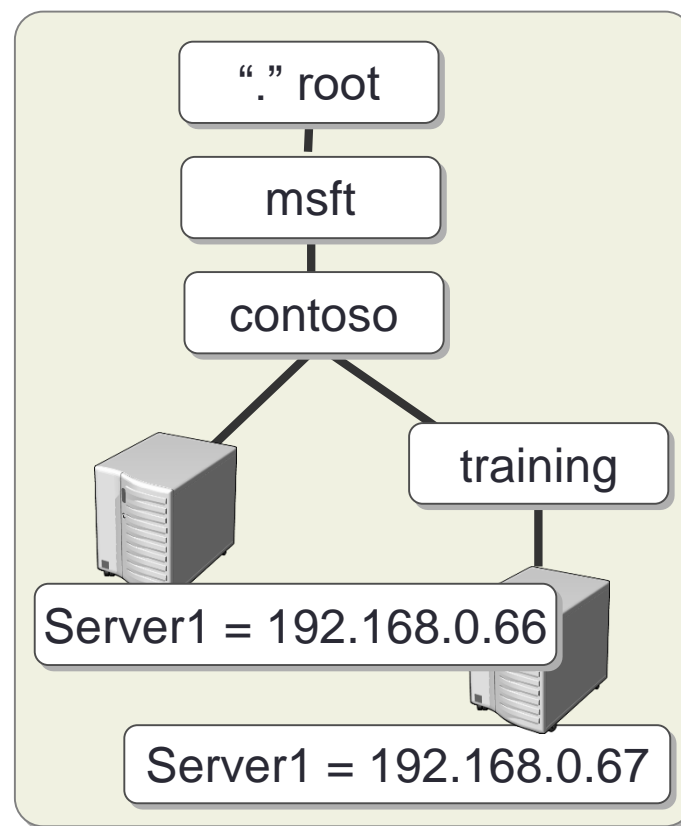 “.” root
msft
contoso
training
Server1 = 192.168.0.66
Server1 = 192.168.0.67